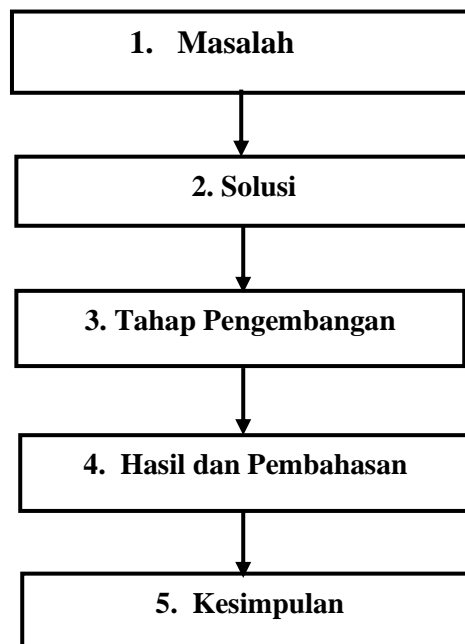 1. Masalah
2. Solusi
3. Tahap Pengembangan
4. Hasil dan Pembahasan
5. Kesimpulan